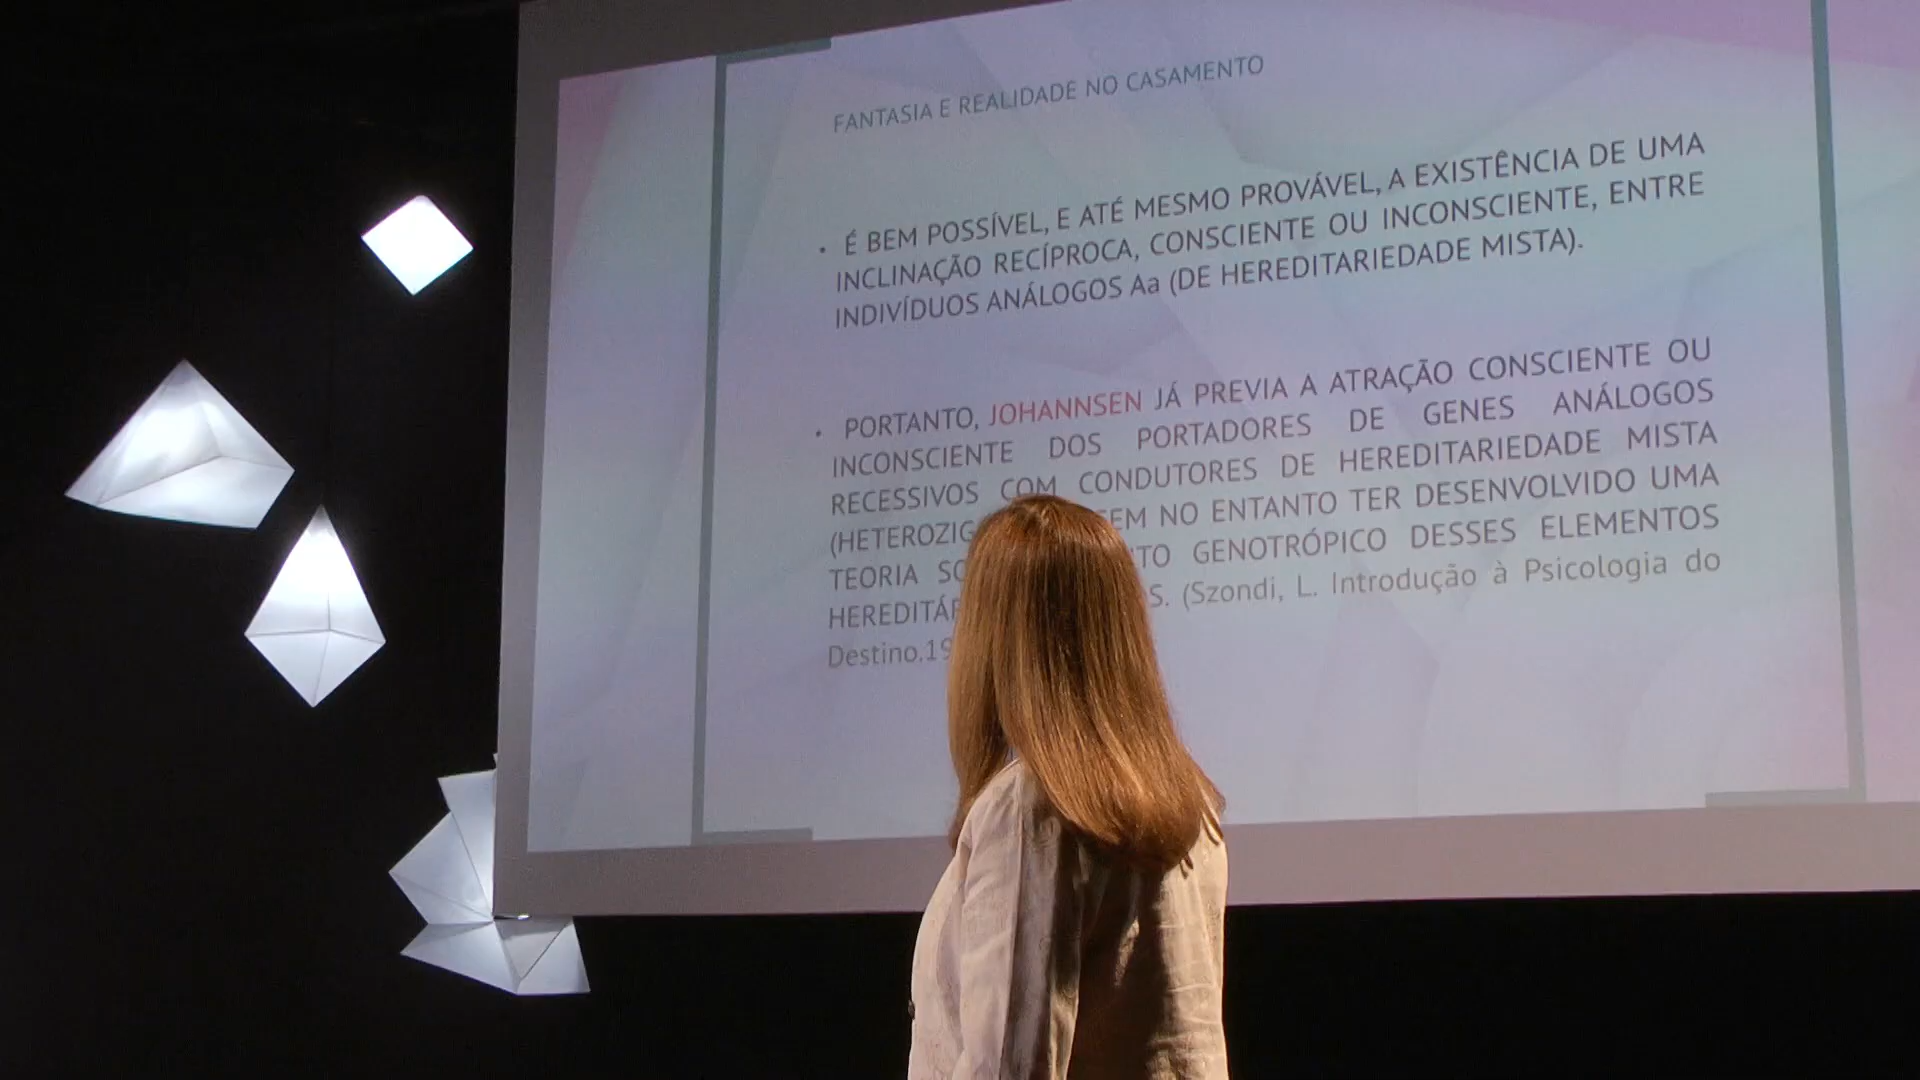 FANTASIA E REALIDADE NO CASAMENTO
• É BEM POSSÍVEL, E ATÉ MESMO PROVÁVEL, A EXISTÊNCIA DE UMA
INCLINAÇÃO RECÍPROCA, CONSCIENTE OU INCONSCIENTE, ENTRE
INDIVÍDUOS ANÁLOGOS Aa (DE HEREDITARIEDADE MISTA).
• PORTANTO, JOHANNSEN JÁ PREVIA A ATRAÇÃO CONSCIENTE OU
INCONSCIENTE DOS PORTADORES DE GENES ANÁLOGOS
RECESSIVOS COM CONDUTORES DE HEREDITARIEDADE MISTA
NO ENTANTO TER DESENVOLVIDO UMA
TEORIA GENOTRÓPICO DESSES ELEMENTOS
(Szondi, L. Introdução à Psicologia do
Destino.